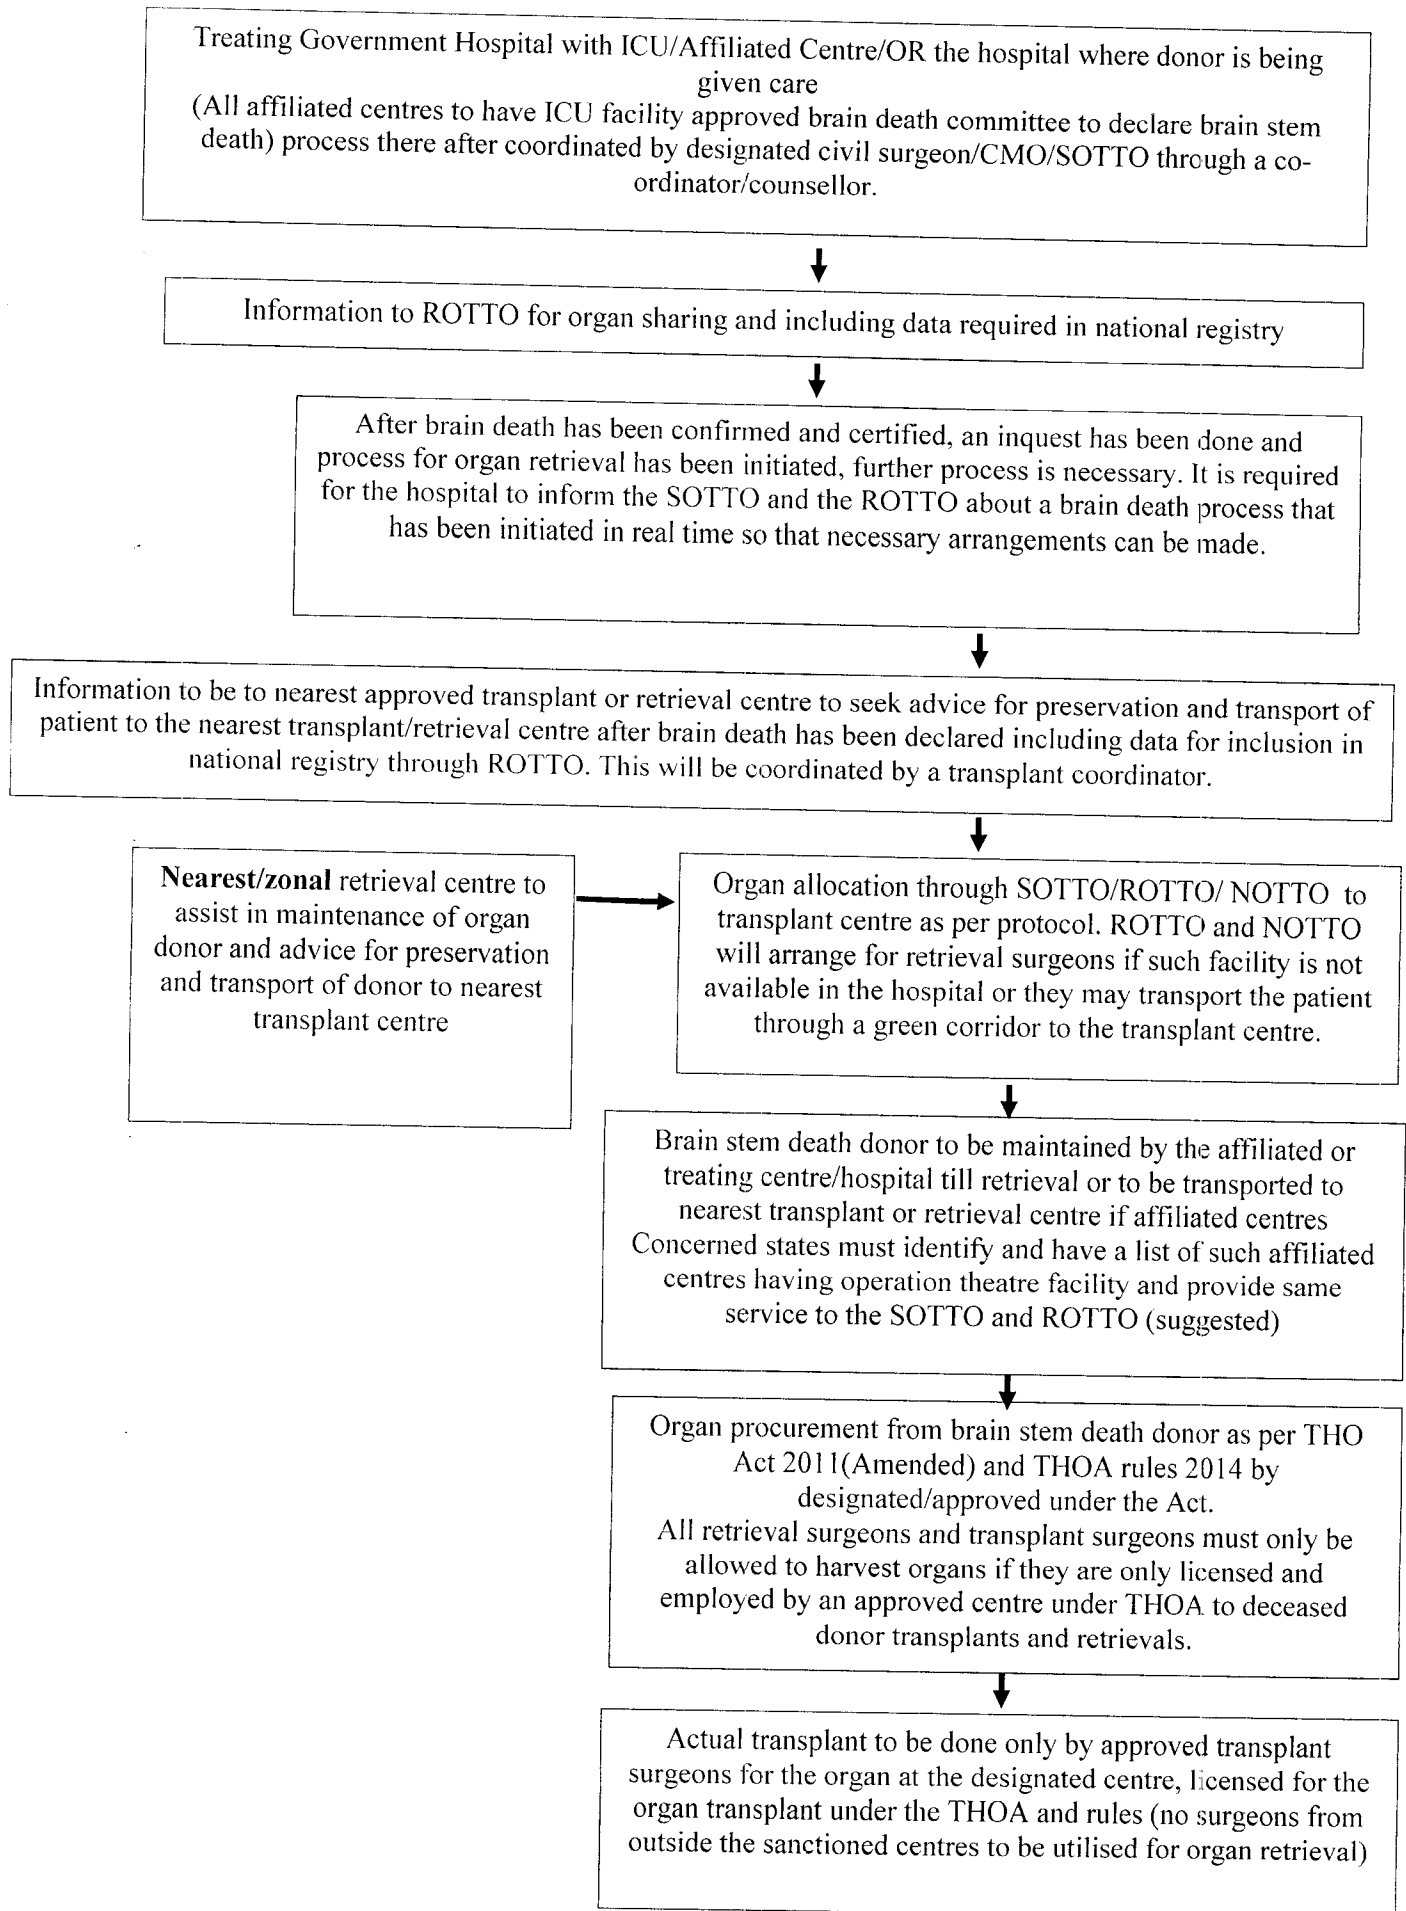 Treating Government Hospital with ICU/Affiliated Centre/OR the hospital where donor is being
given care
(All affiliated centres to have ICU facility approved brain death committee to declare brain stem
death) process there after coordinated by designated civil surgeon/CMO/SOTTO through a co-
ordinator/counsellor.
Information to ROTTO for organ sharing and including data required in national registry
After brain death has been confirmed and certified, an inquest has been done and
process for organ retrieval has been initiated, further process is necessary. It is required
for the hospital to inform the SOTTO and the ROTTO about a brain death process that
has been initiated in real time so that necessary arrangements can be made.
Information to be to nearest approved transplant or retrieval centre to seek advice for preservation and transport of
patient to the nearest transplant/retrieval centre after brain death has been declared including data for inclusion in
national registry through ROTTO. This will be coordinated by a transplant coordinator.
Nearest/zonal retrieval centre to
assist in maintenance of organ
donor and advice for preservation
and transport of donor to nearest
transplant centre
Organ allocation through SOTTO/ROTTO/ NOTTO to
transplant centre as per protocol. ROTTO and NOTTO
will arrange for retrieval surgeons if such facility is not
available in the hospital or they may transport the patient
through a green corridor to the transplant centre.
Brain stem death donor to be maintained by the affiliated or
treating centre/hospital till retrieval or to be transported to
nearest transplant or retrieval centre if affiliated centres
Concerned states must identify and have a list of such affiliated
centres having operation theatre facility and provide same
service to the SOTTO and ROTTO (suggested)
Organ procurement from brain stem death donor as per THO
Act 2011(Amended) and THOA rules 2014 by
designated/approved under the Act.
All retrieval surgeons and transplant surgeons must only be
allowed to harvest organs if they are only licensed and
employed by an approved centre under THOA to deceased
donor transplants and retrievals.
Actual transplant to be done only by approved transplant
surgeons for the organ at the designated centre, licensed for the
organ transplant under the THOA and rules (no surgeons from
outside the sanctioned centres to be utilised for organ retrieval)